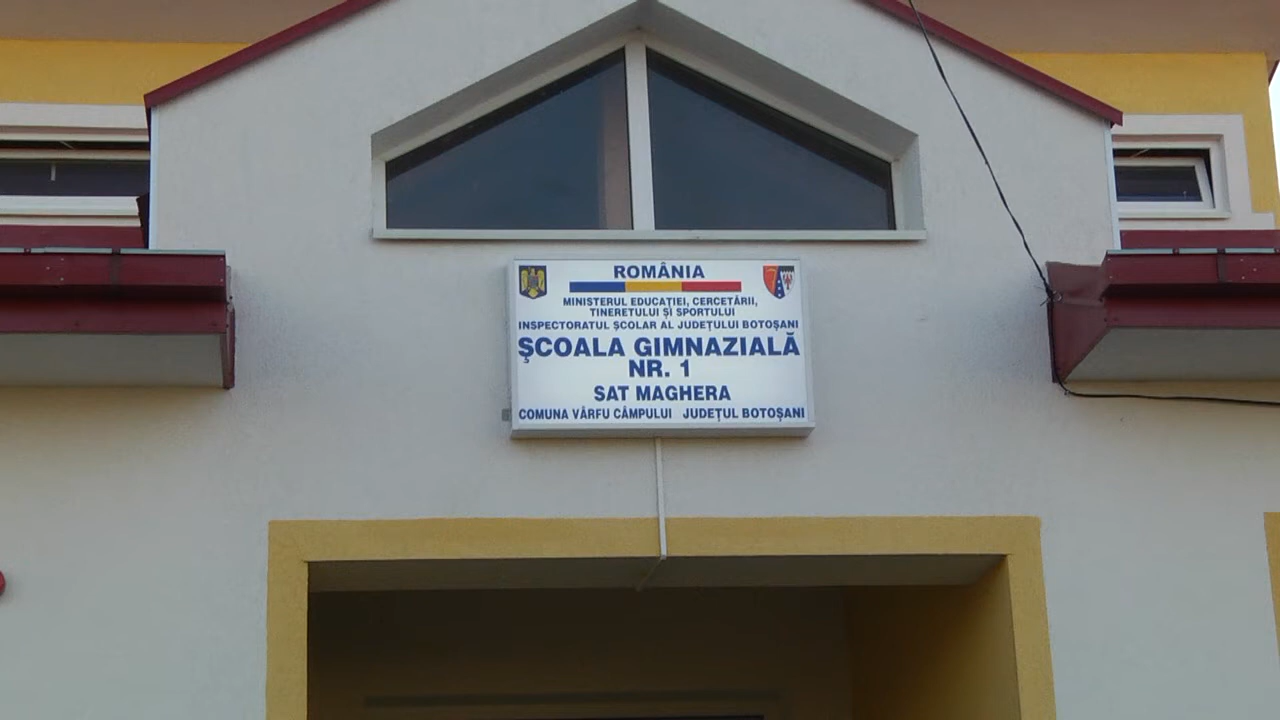 ROMÂNIA
MINISTERUL EDUCAȚIEI, CERCETĂRII,
TINERETULUI ȘI SPORTULUI
INSPECTORATUL ȘCOLAR AL JUDEȚULUI BOTOȘANI
ȘCOALA GIMNAZIALĂ
NR. 1
SAT MAGHERA
COMUNA VÂRFU CÂMPULUI JUDEȚUL BOTOȘANI